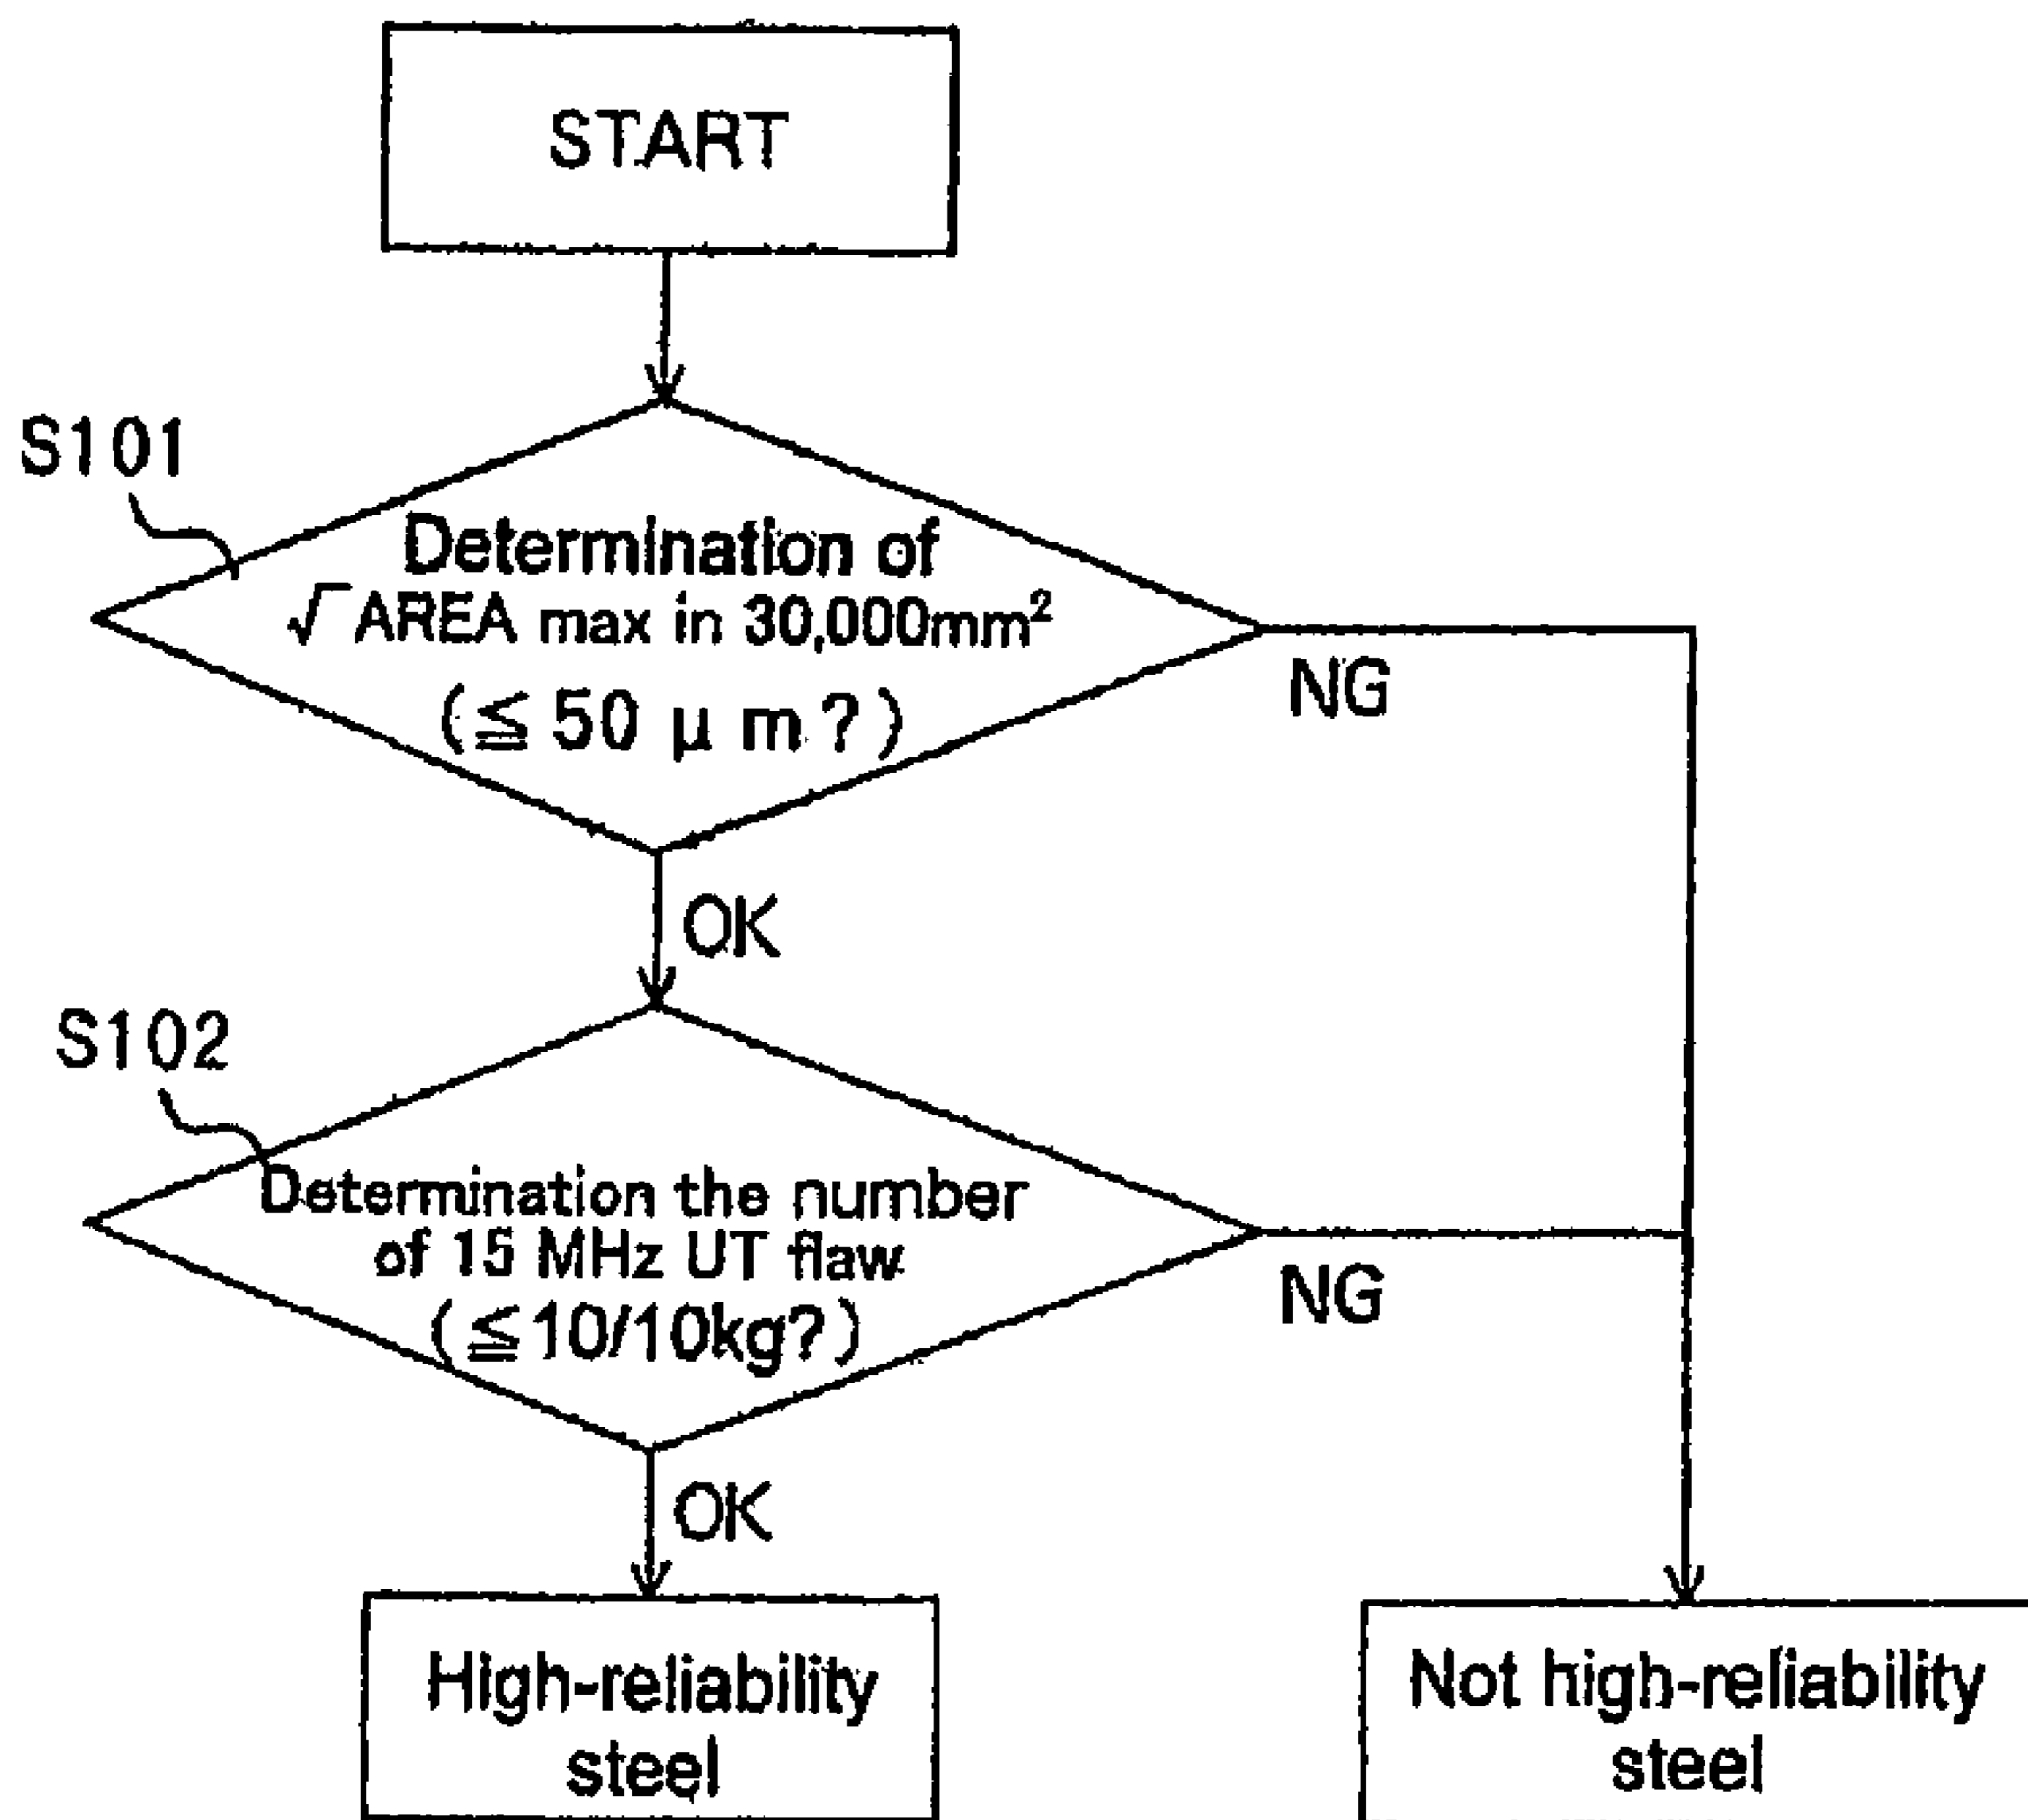 START
S101
Determination of
√AREA max in 30,000mm²
(≦50 μm?)
NG
OK
S102
Determination the number
of 15 MHz UT flaw
(≦10/10kg?)
NG
OK
High-reliability
steel
Not high-reliability
steel